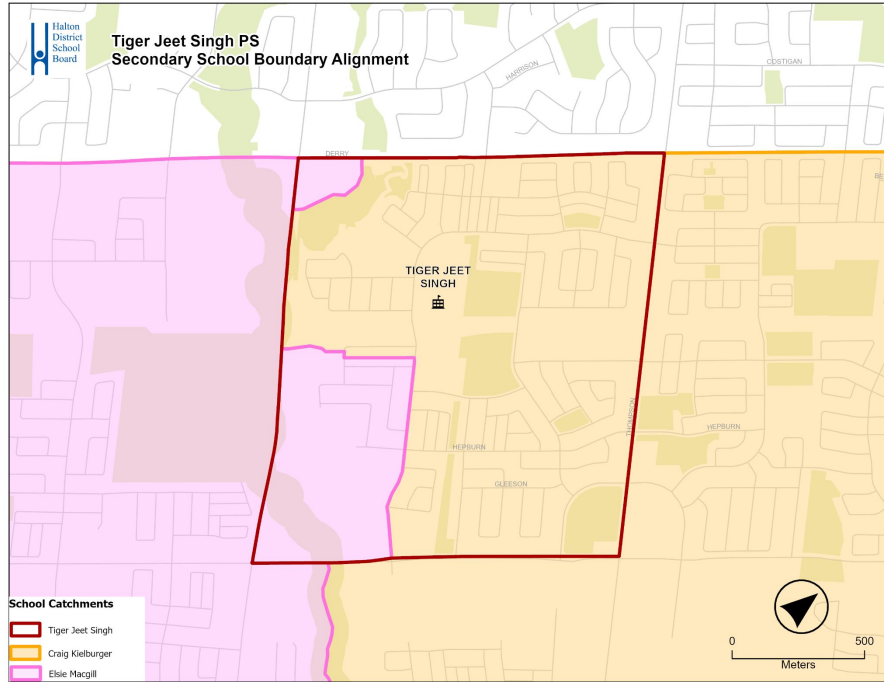 Halton
District
School
Board
Tiger Jeet Singh PS
Secondary School Boundary Alignment
HARRISON
COSTIGAN
DERRY
BE
TIGER JEET
SINGH
THOMPSON
HEPBURN
HEPBURN
GLEESON
School Catchments
Tiger Jeet Singh
Craig Kielburger
Elsie Macgill
0 500
Meters